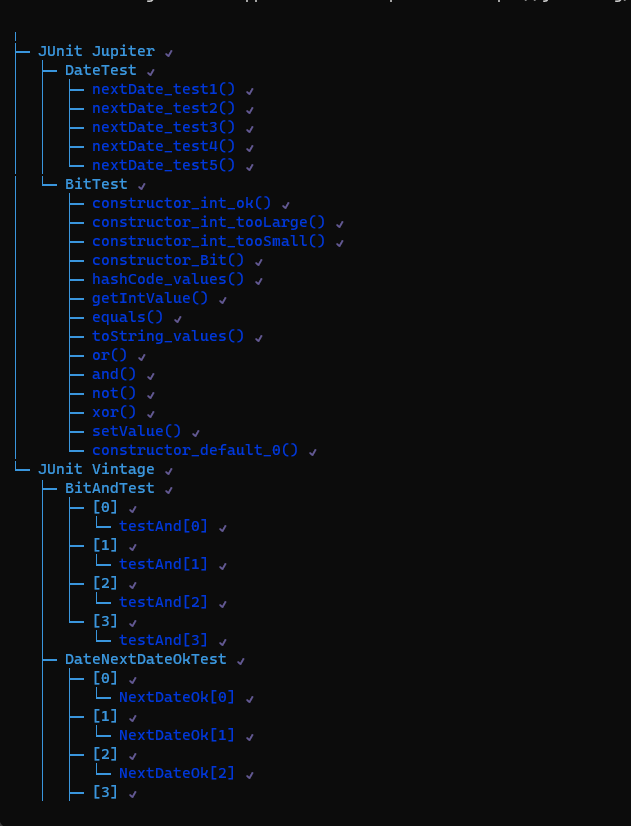 JUnit Jupiter ✓
DateTest ✓
nextDate_test1() ✓
nextDate_test2() ✓
nextDate_test3() ✓
nextDate_test4() ✓
nextDate_test5() ✓
BitTest ✓
constructor_int_ok() ✓
constructor_int_tooLarge() ✓
constructor_int_tooSmall() ✓
constructor_Bit() ✓
hashCode_values() ✓
getIntValue() ✓
equals() ✓
toString_values() ✓
or() ✓
and() ✓
not() ✓
xor() ✓
setValue() ✓
constructor_default_0() ✓
JUnit Vintage ✓
BitAndTest ✓
[0] ✓
testAnd[0] ✓
[1] ✓
testAnd[1] ✓
[2] ✓
testAnd[2] ✓
[3] ✓
testAnd[3] ✓
DateNextDateOkTest ✓
[0] ✓
NextDateOk[0] ✓
[1] ✓
NextDateOk[1] ✓
[2] ✓
NextDateOk[2] ✓
[3] ✓